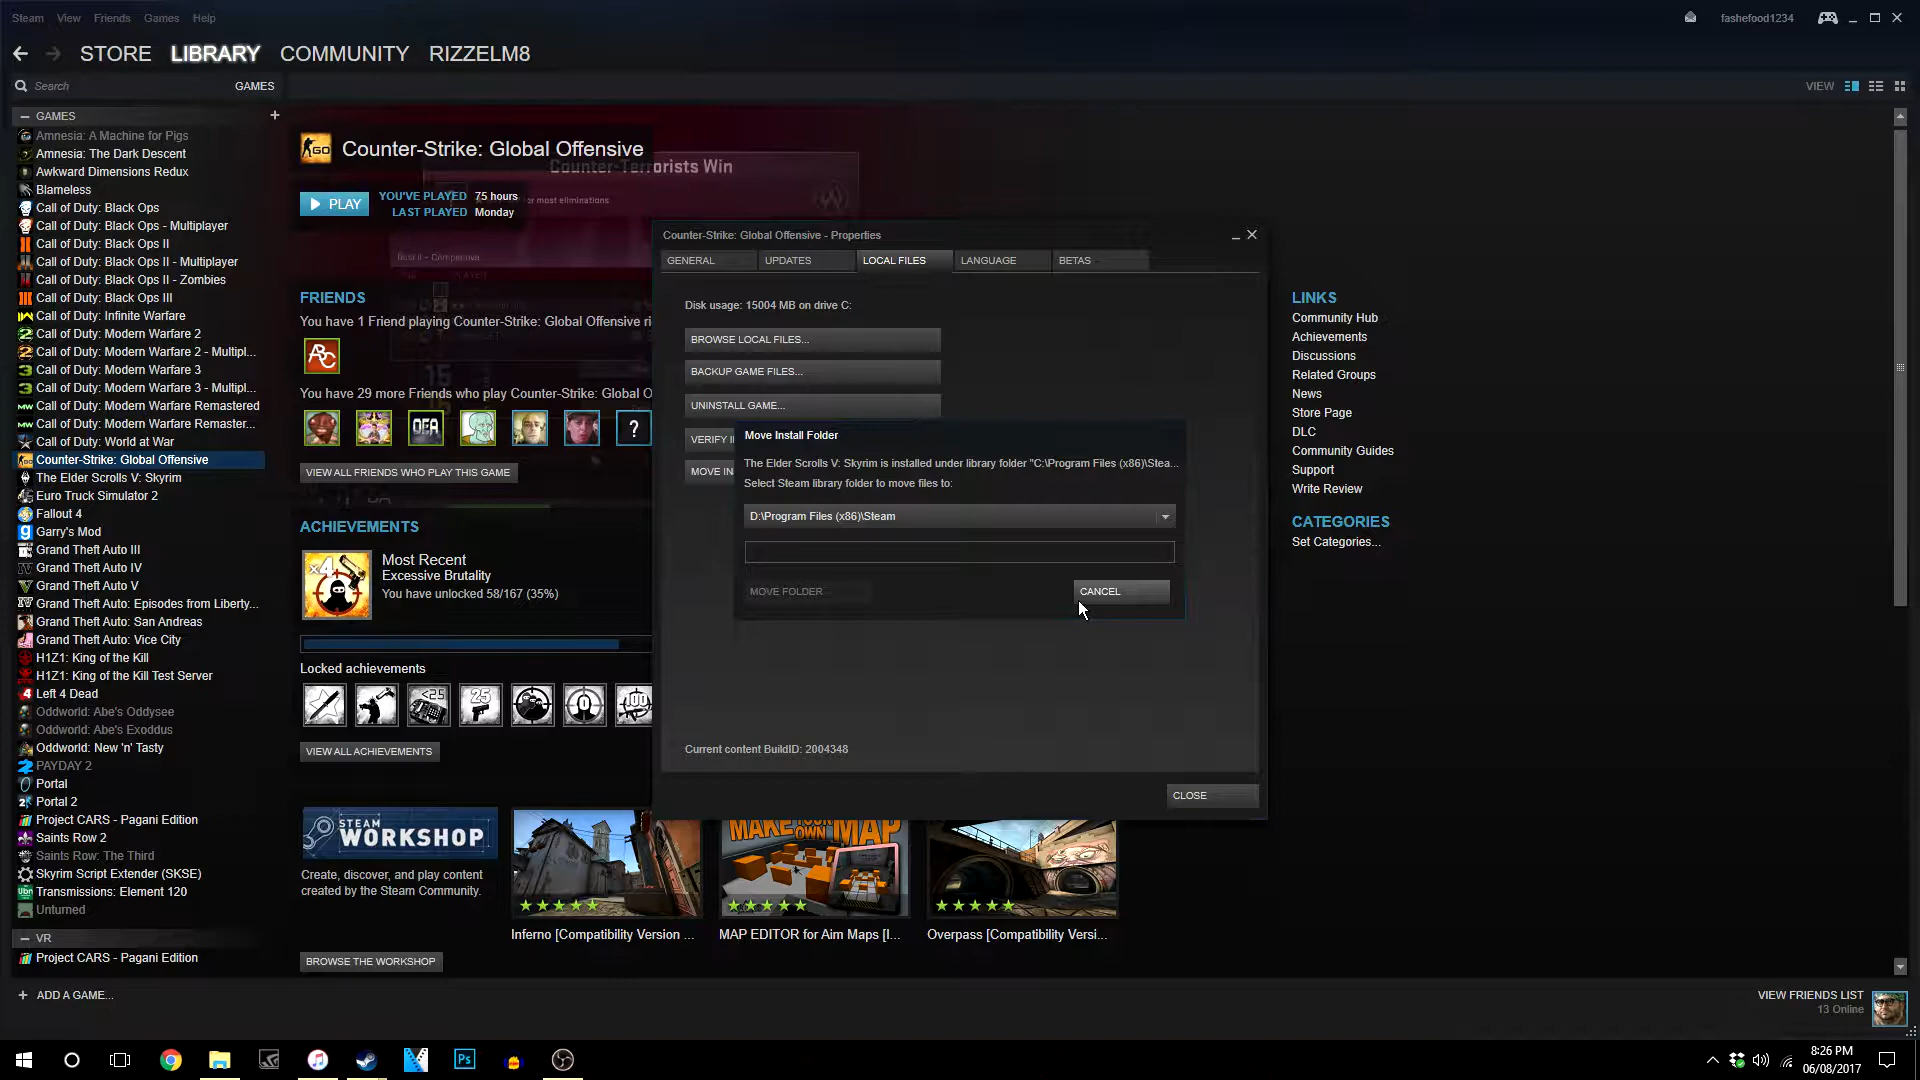 Steam View Friends Games Help
fashefood1234
STORE LIBRARY COMMUNITY RIZZELM8
Search GAMES
VIEW
GAMES
Amnesia: A Machine for Pigs
Amnesia: The Dark Descent
Awkward Dimensions Redux
Blameless
Call of Duty: Black Ops
Call of Duty: Black Ops - Multiplayer
Call of Duty: Black Ops II
Call of Duty: Black Ops II - Multiplayer
Call of Duty: Black Ops II - Zombies
Call of Duty: Black Ops III
Call of Duty: Infinite Warfare
Call of Duty: Modern Warfare 2
Call of Duty: Modern Warfare 2 - Multipl...
Call of Duty: Modern Warfare 3
Call of Duty: Modern Warfare 3 - Multipl...
Call of Duty: Modern Warfare Remastered
Call of Duty: Modern Warfare Remaster...
Call of Duty: World at War
Counter-Strike: Global Offensive
The Elder Scrolls V: Skyrim
Euro Truck Simulator 2
Fallout 4
Garry's Mod
Grand Theft Auto III
Grand Theft Auto IV
Grand Theft Auto V
Grand Theft Auto: Episodes from Liberty...
Grand Theft Auto: San Andreas
Grand Theft Auto: Vice City
H1Z1: King of the Kill
H1Z1: King of the Kill Test Server
Left 4 Dead
Oddworld: Abe's Oddysee
Oddworld: Abe's Exoddus
Oddworld: New 'n' Tasty
PAYDAY 2
Portal
Portal 2
Project CARS - Pagani Edition
Saints Row 2
Saints Row: The Third
Skyrim Script Extender (SKSE)
Transmissions: Element 120
Unturned
VR
Project CARS - Pagani Edition
ADD A GAME...
Counter-Strike: Global Offensive
Counter-Terrorists Win
or most eliminations
PLAY
YOU'VE PLAYED 75 hours
LAST PLAYED Monday
FRIENDS
You have 1 Friend playing Counter-Strike: Global Offensive ri
You have 29 more Friends who play Counter-Strike: Global O
VIEW ALL FRIENDS WHO PLAY THIS GAME
ACHIEVEMENTS
x4
Most Recent
Excessive Brutality
You have unlocked 58/167 (35%)
Locked achievements
<25 25 0 100
VIEW ALL ACHIEVEMENTS
STEAM
WORKSHOP
Create, discover, and play content
created by the Steam Community.
MAKE YOUR
OWN MAP
Inferno [Compatibility Version ...
MAP EDITOR for Aim Maps [I...
Overpass [Compatibility Versi...
BROWSE THE WORKSHOP
Counter-Strike: Global Offensive - Properties
GENERAL UPDATES LOCAL FILES LANGUAGE BETAS
Disk usage: 15004 MB on drive C:
BROWSE LOCAL FILES...
BACKUP GAME FILES...
UNINSTALL GAME...
VERIFY I
MOVE IN
Move Install Folder
The Elder Scrolls V: Skyrim is installed under library folder "C:\Program Files (x86)\Stea...
Select Steam library folder to move files to:
D:\Program Files (x86)\Steam
MOVE FOLDER
CANCEL
Current content BuildID: 2004348
CLOSE
LINKS
Community Hub
Achievements
Discussions
Related Groups
News
Store Page
DLC
Community Guides
Support
Write Review
CATEGORIES
Set Categories...
VIEW FRIENDS LIST
13 Online
Ps
8:26 PM
06/08/2017